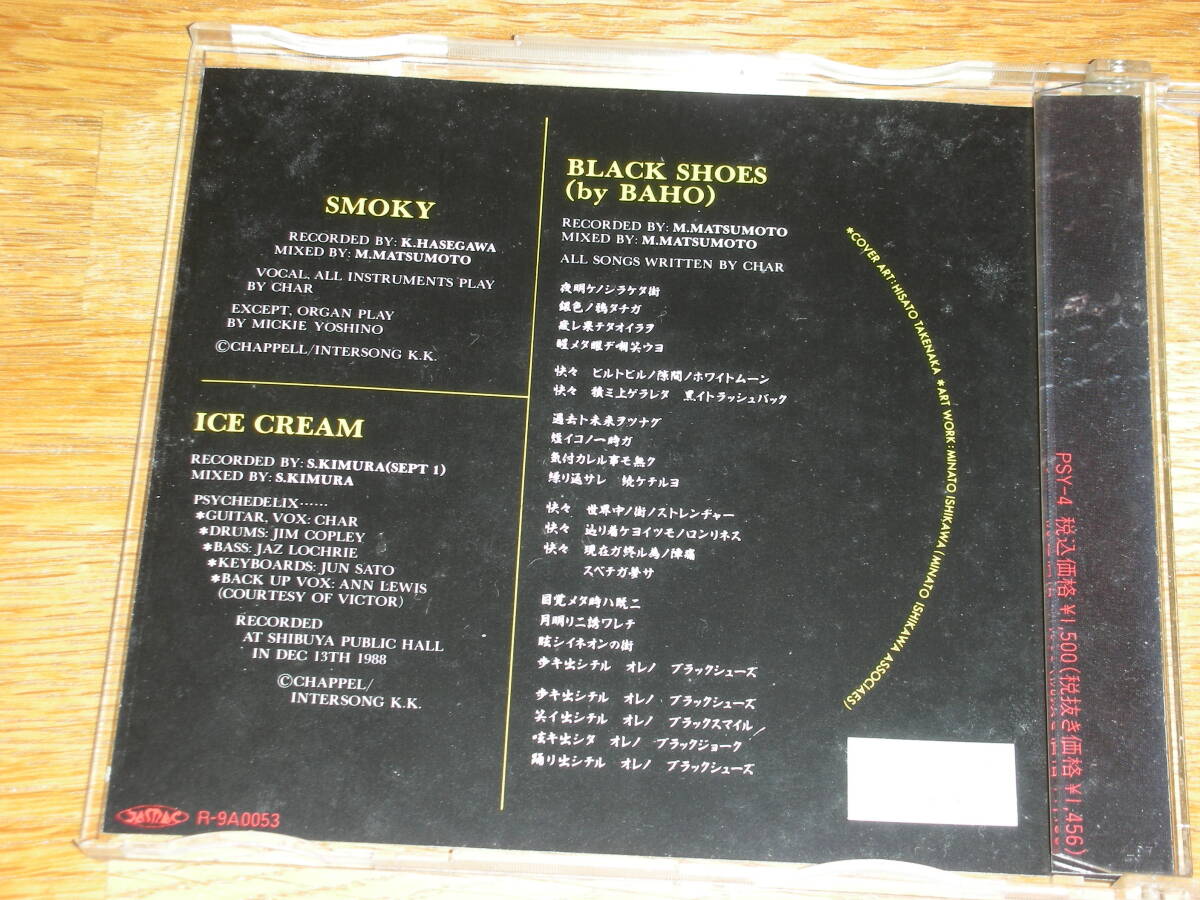 SMOKY
RECORDED BY: K.HASEGAWA
MIXED BY: M.MATSUMOTO
VOCAL, ALL INSTRUMENTS PLAY
BY CHAR
EXCEPT, ORGAN PLAY
BY MICKIE YOSHINO
©CHAPPELL/INTERSONG K.K.
ICE CREAM
RECORDED BY: S.KIMURA(SEPT 1)
MIXED BY: S.KIMURA
PSYCHEDELIX……
*GUITAR, VOX: CHAR
*DRUMS: JIM COPLEY
*BASS: JAZ LOCHRIE
*KEYBOARDS: JUN SATO
*BACK UP VOX: ANN LEWIS
(COURTESY OF VICTOR)
RECORDED
AT SHIBUYA PUBLIC HALL
IN DEC 13TH 1988
©CHAPPEL/
INTERSONG K.K.
JASRAC R-9A0053
BLACK SHOES
(by BAHO)
RECORDED BY: M.MATSUMOTO
MIXED BY: M.MATSUMOTO
ALL SONGS WRITTEN BY CHAR
夜明ケノシラケタ街
銀色ノ鴉タチガ
疲レ果テタオイラヲ
醒メタ眼デ嘲笑ウヨ
快々 ビルトビルノ隙間ノホワイトムーン
快々 積ミ上ゲラレタ 黒イトラッシュバック
過去ト未来ヲツナグ
短イコノ一時ガ
気付カレル事モ無ク
繰り返サレ 続ケテルヨ
快々 世界中ノ街ノストレンヂャー
快々 辿り着ケヨイツモノロンリネス
快々 現在ガ終ル為ノ陣痛
スベテガ夢サ
目覚メタ時ハ既ニ
月明リニ誘ワレテ
眩シイネオンの街
歩キ出シテル オレノ ブラックシューズ
歩キ出シテル オレノ ブラックシューズ
笑イ出シテル オレノ ブラックスマイル
呟キ出シタ オレノ ブラックジョーク
踊り出シテル オレノ ブラックシューズ
*COVER ART: HISATO TAKENAKA *ART WORK: MINATO ISHIKAWA (MINATO ISHIKAWA ASSOCIAES)
PSY-4 税込価格¥1,500(税抜き価格¥1,456)